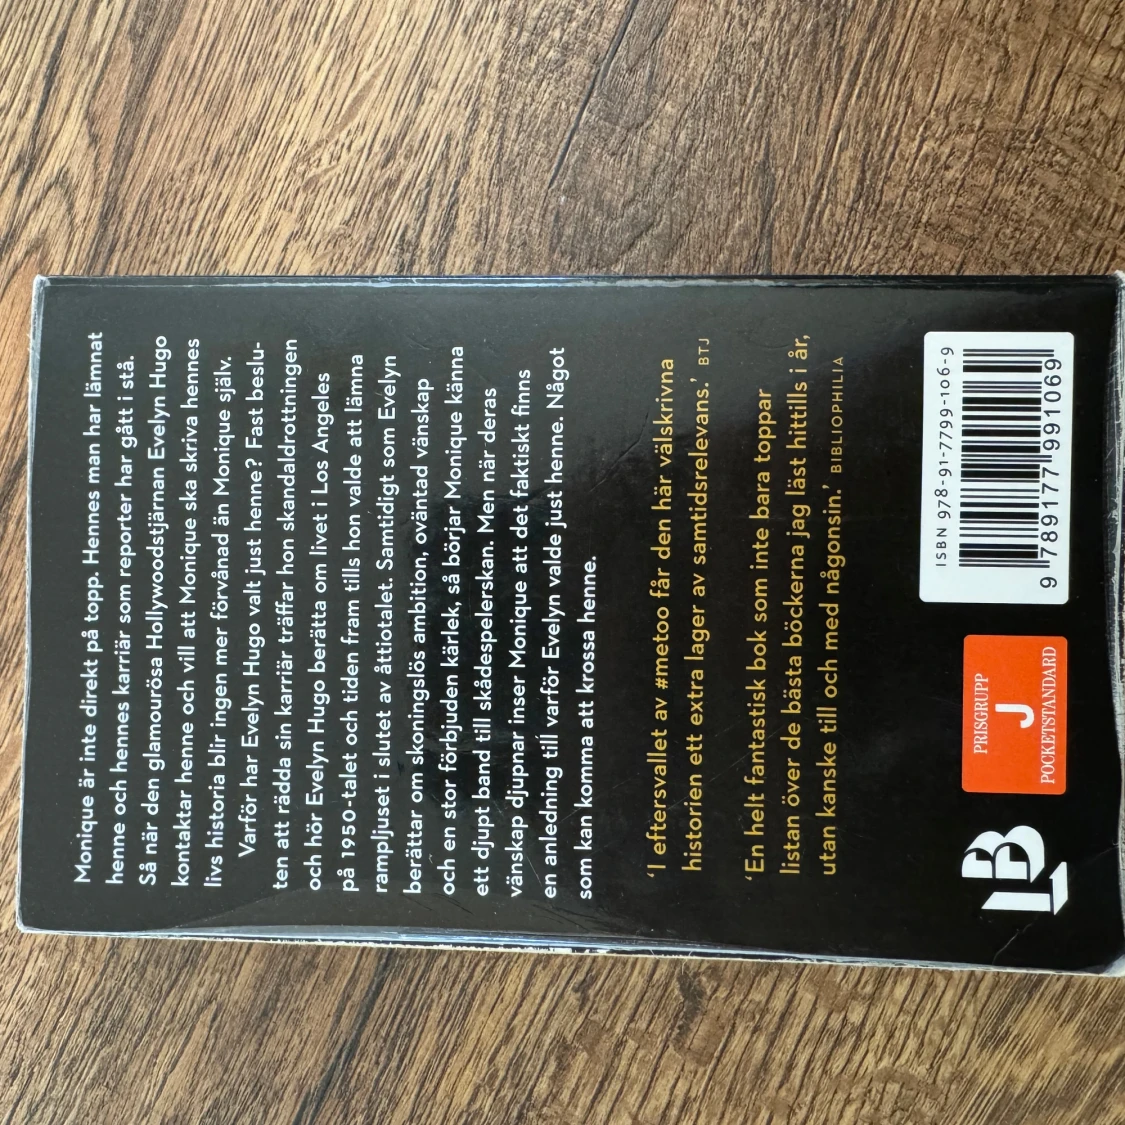 Monique är inte direkt på topp. Hennes man har lämnat
henne och hennes karriär som reporter har gått i stå.
Så när den glamourösa Hollywoodstjärnan Evelyn Hugo
kontaktar henne och vill att Monique ska skriva hennes
livs historia blir ingen mer förvånad än Monique själv.
Varför har Evelyn Hugo valt just henne? Fast beslu-
ten att rädda sin karriär träffar hon skandaldrottningen
och hör Evelyn Hugo berätta om livet i Los Angeles
på 1950-talet och tiden fram tills hon valde att lämna
rampljuset i slutet av åttiotalet. Samtidigt som Evelyn
berättar om skoningslös ambition, oväntad vänskap
och en stor förbjuden kärlek, så börjar Monique känna
ett djupt band till skådespelerskan. Men när deras
vänskap djupnar inser Monique att det faktiskt finns
en anledning till varför Evelyn valde just henne. Något
som kan komma att krossa henne.
'I eftersvallet av #metoo får den här välskrivna
historien ett extra lager av samtidsrelevans.' BTJ
'En helt fantastisk bok som inte bara toppar
listan över de bästa böckerna jag läst hittills i år,
utan kanske till och med någonsin.' BIBLIOPHILIA
LB
PRISGRUPP
J
POCKETSTANDARD
ISBN 978-91-7799-106-9
9 789177 991069